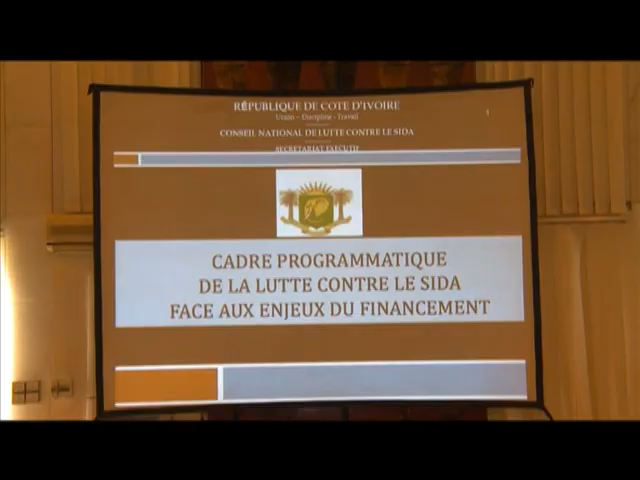 RÉPUBLIQUE DE COTE D'IVOIRE
Union – Discipline - Travail
CONSEIL NATIONAL DE LUTTE CONTRE LE SIDA
SECRETARIAT EXECUTIF
1
CADRE PROGRAMMATIQUE
DE LA LUTTE CONTRE LE SIDA
FACE AUX ENJEUX DU FINANCEMENT